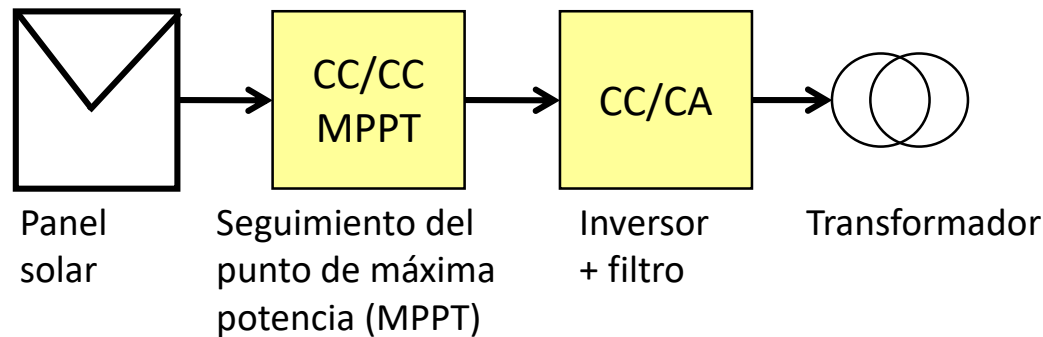 CC/CC
MPPT
CC/CA
Panel
solar
Seguimiento del
punto de máxima
potencia (MPPT)
Inversor
+ filtro
Transformador